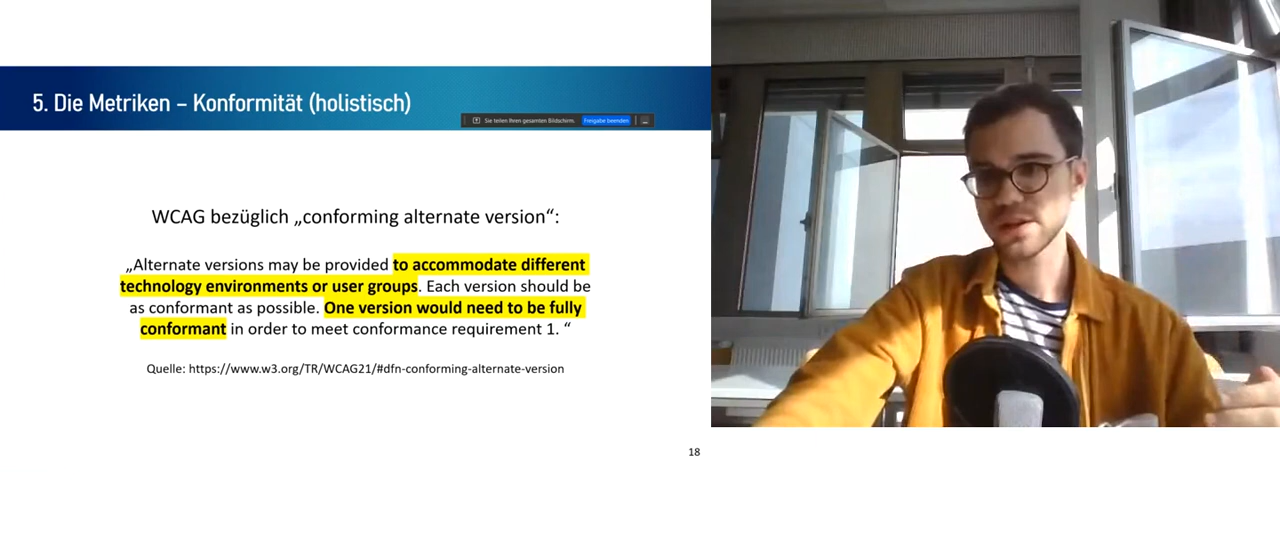 5. Die Metriken – Konformität (holistisch)
Sie teilen Ihren gesamten Bildschirm. Freigabe beenden
WCAG bezüglich „conforming alternate version“:
„Alternate versions may be provided to accommodate different
technology environments or user groups. Each version should be
as conformant as possible. One version would need to be fully
conformant in order to meet conformance requirement 1. “
Quelle: https://www.w3.org/TR/WCAG21/#dfn-conforming-alternate-version
18